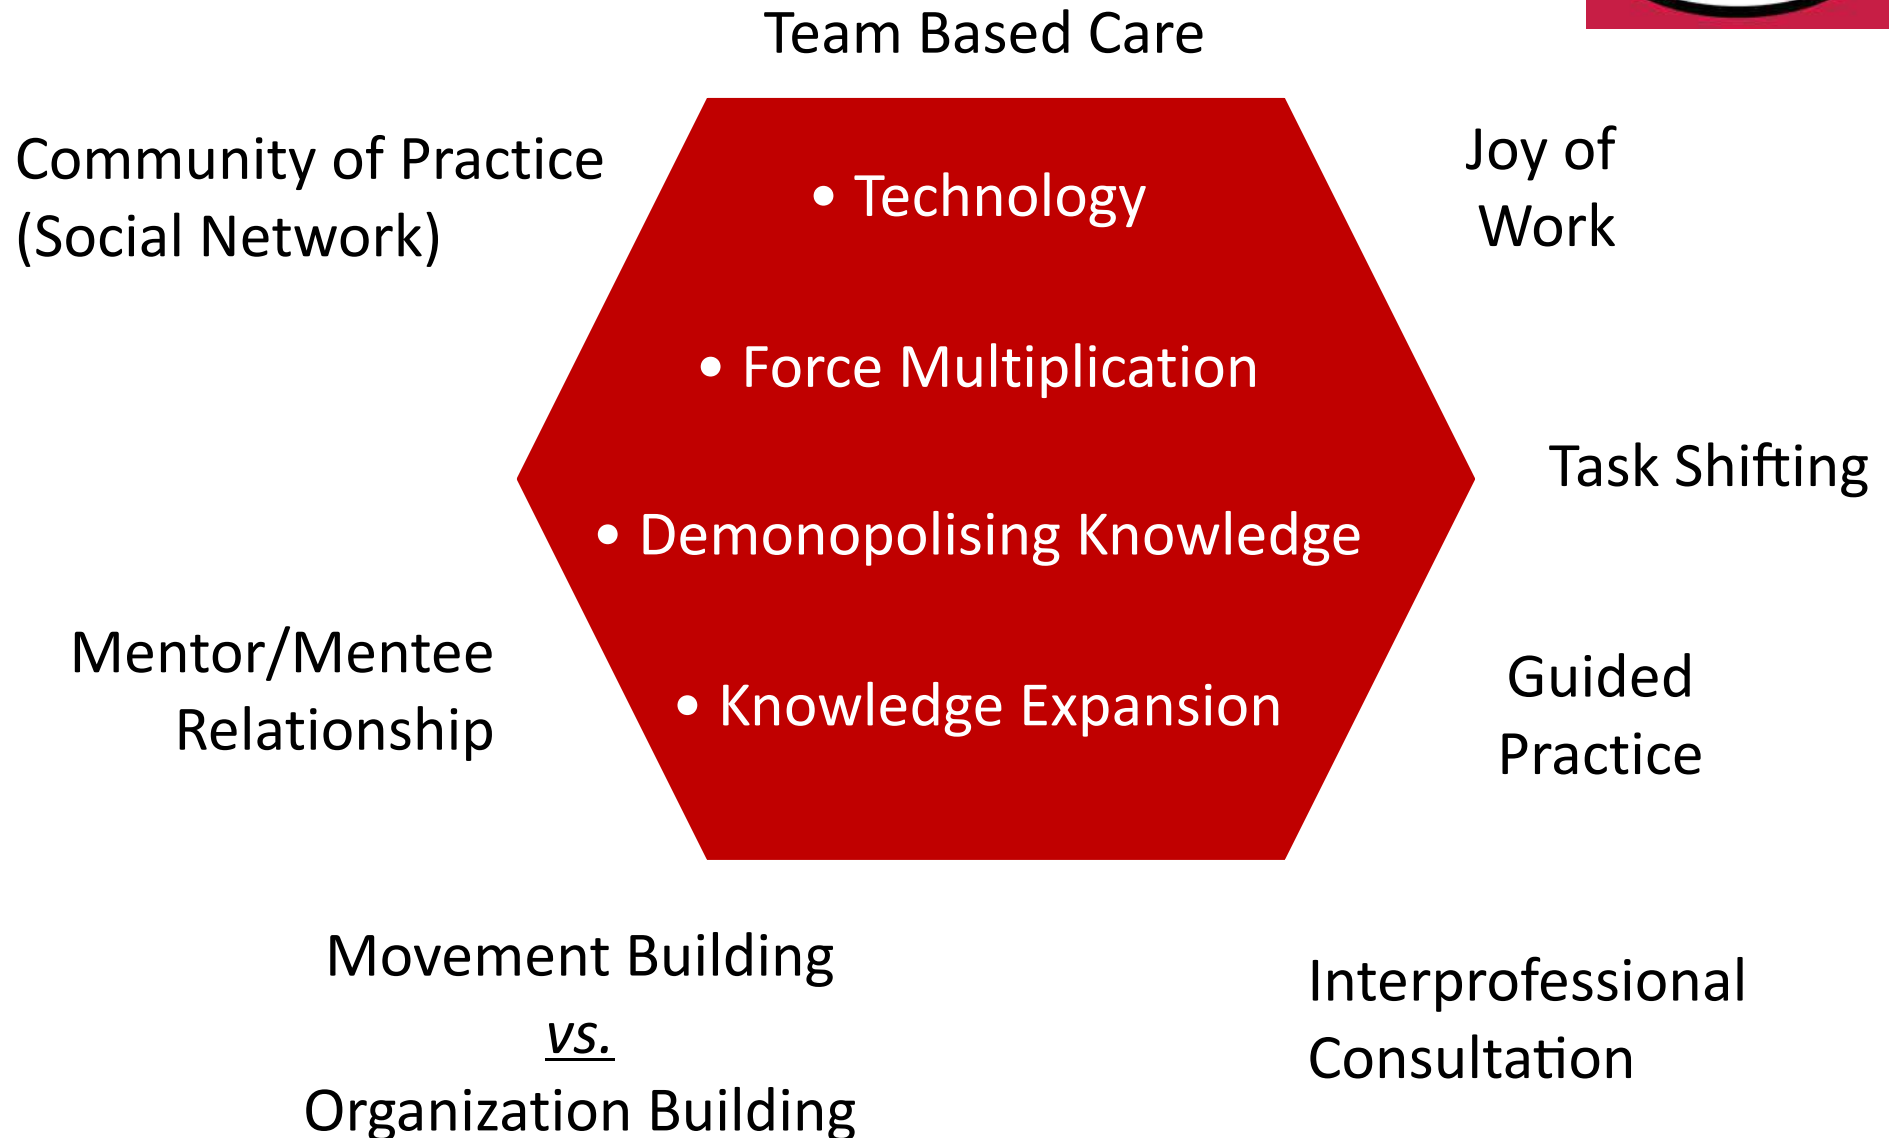 Team Based Care
Community of Practice
(Social Network)
Joy of
Work
• Technology
• Force Multiplication
• Demonopolising Knowledge
• Knowledge Expansion
Task Shifting
Mentor/Mentee
Relationship
Guided
Practice
Movement Building
vs.
Organization Building
Interprofessional
Consultation